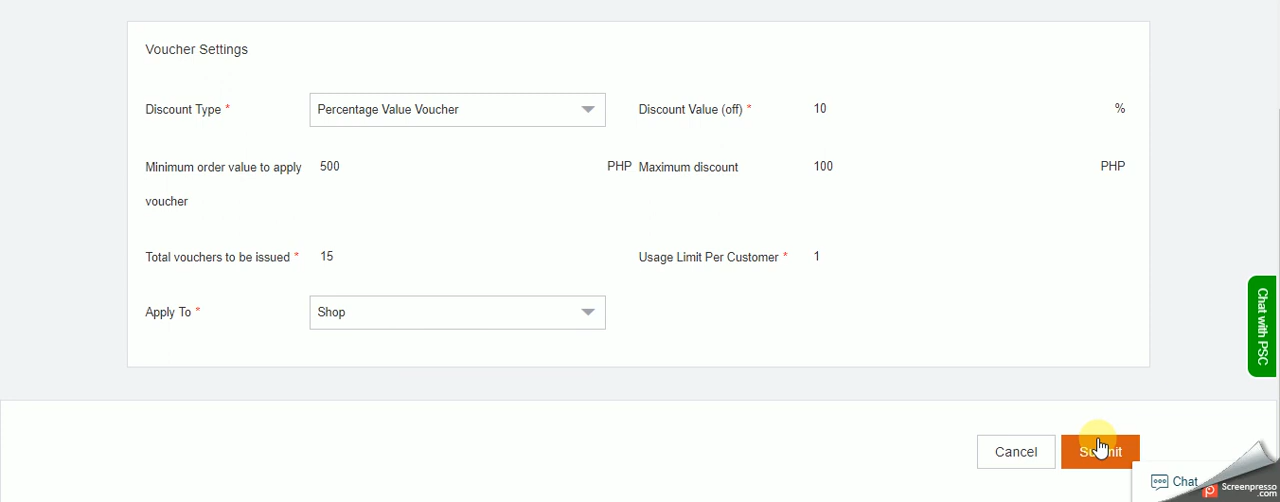 Voucher Settings
Discount Type * Percentage Value Voucher Discount Value (off) * 10 %
Minimum order value to apply voucher 500 PHP Maximum discount 100 PHP
Total vouchers to be issued * 15 Usage Limit Per Customer * 1
Apply To * Shop
Chat with PSC
Cancel Submit
Chat
Screenpresso
.com